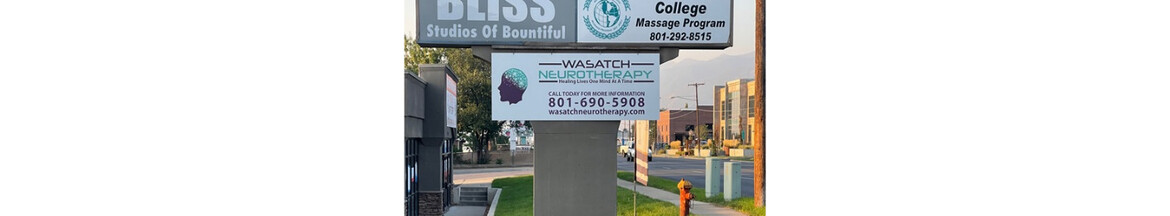 BLISS
Studios Of Bountiful
College
Massage Program
801-292-8515
WASATCH
NEUROTHERAPY
Healing Lives One Mind At A Time
CALL TODAY FOR MORE INFORMATION
801-690-5908
wasatchneurotherapy.com